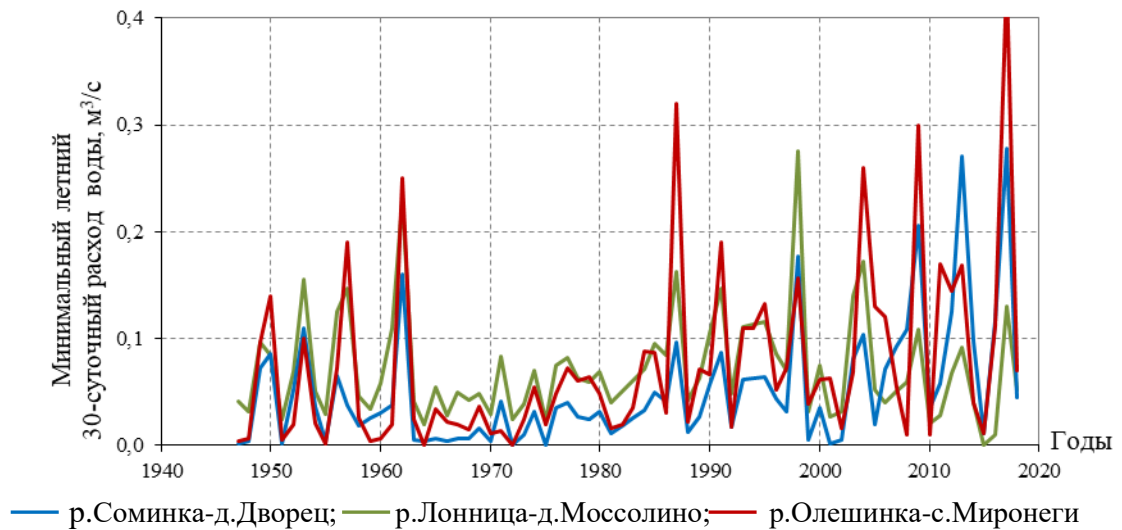 Минимальный летний
30-суточный расход воды, м³/с
0,4
0,3
0,2
0,1
0,0
1940 1950 1960 1970 1980 1990 2000 2010 2020
Годы
р.Соминка-д.Дворец; р.Лонница-д.Моссолино; р.Олешинка-с.Миронеги